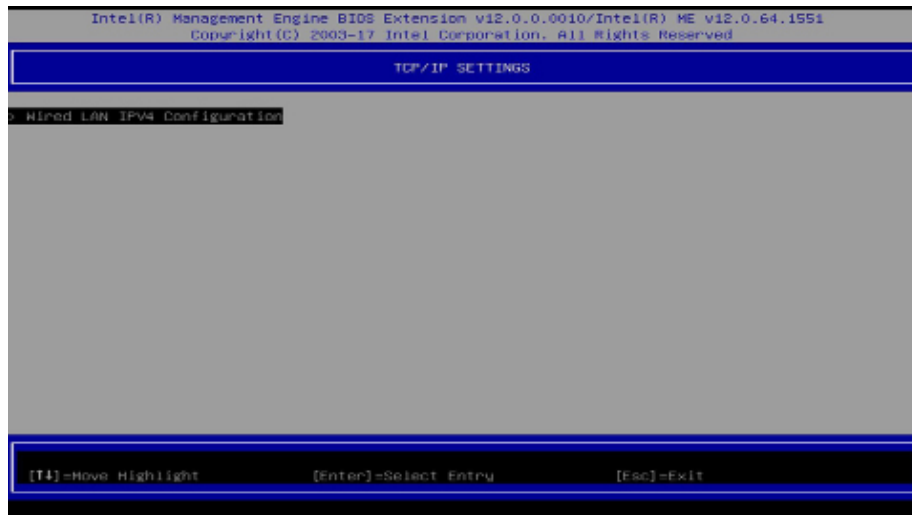 Intel(R) Management Engine BIOS Extension v12.0.0.0010/Intel(R) ME v12.0.64.1551
Copyright(C) 2003-17 Intel Corporation. All Rights Reserved
TCP/IP SETTINGS
> Wired LAN IPV4 Configuration
[↑↓]=Move Highlight [Enter]=Select Entry [Esc]=Exit